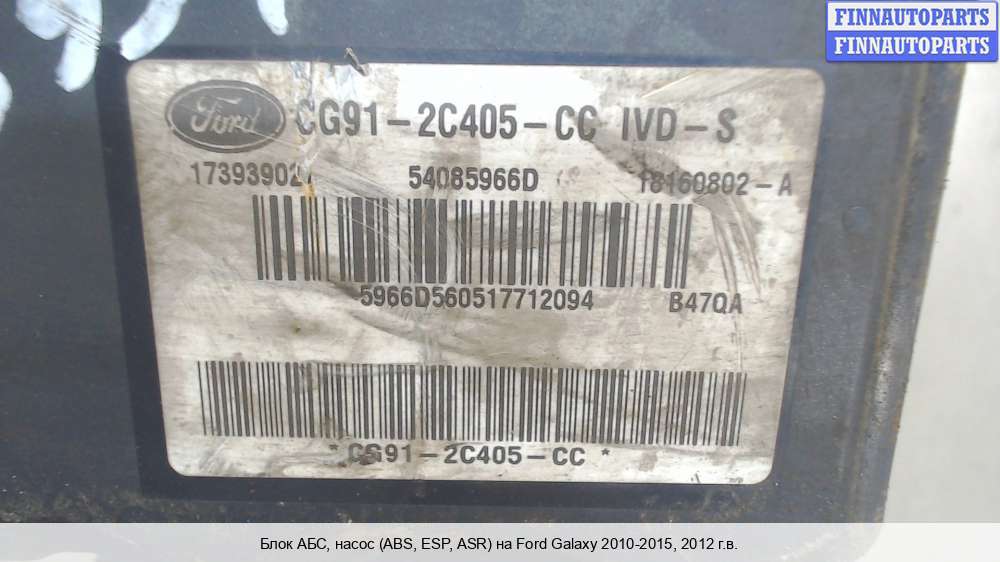 FINNAUTOPARTS
FINNAUTOPARTS
Ford CG91-2C405-CC IVD-S
54085966D 18160802-A
5966D560517712094 B47QA
* CG91-2C405-CC *
Блок АБС, насос (ABS, ESP, ASR) на Ford Galaxy 2010-2015, 2012 г.в.